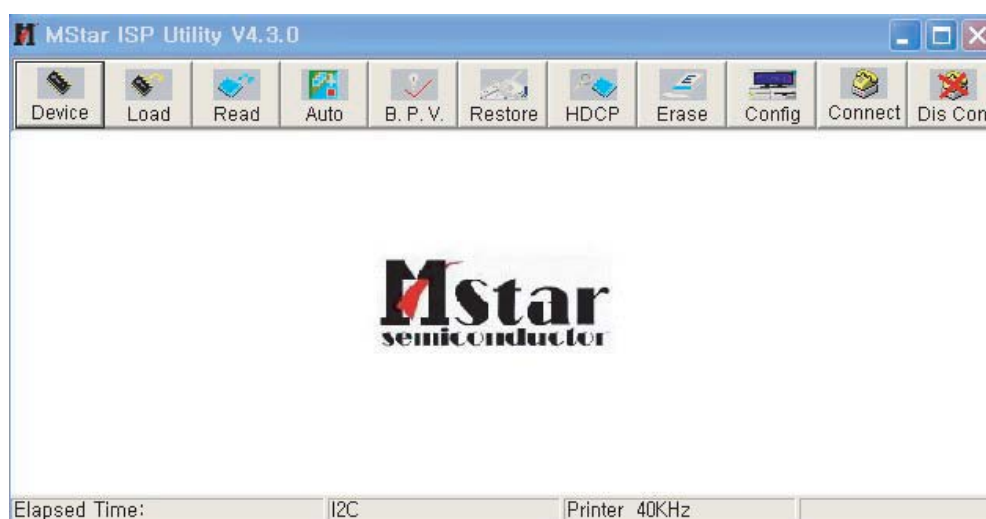 MStar ISP Utility V4.3.0
Device Load Read Auto B. P. V. Restore HDCP Erase Config Connect Dis Con
Mstar
semiconductor
Elapsed Time: I2C Printer 40KHz